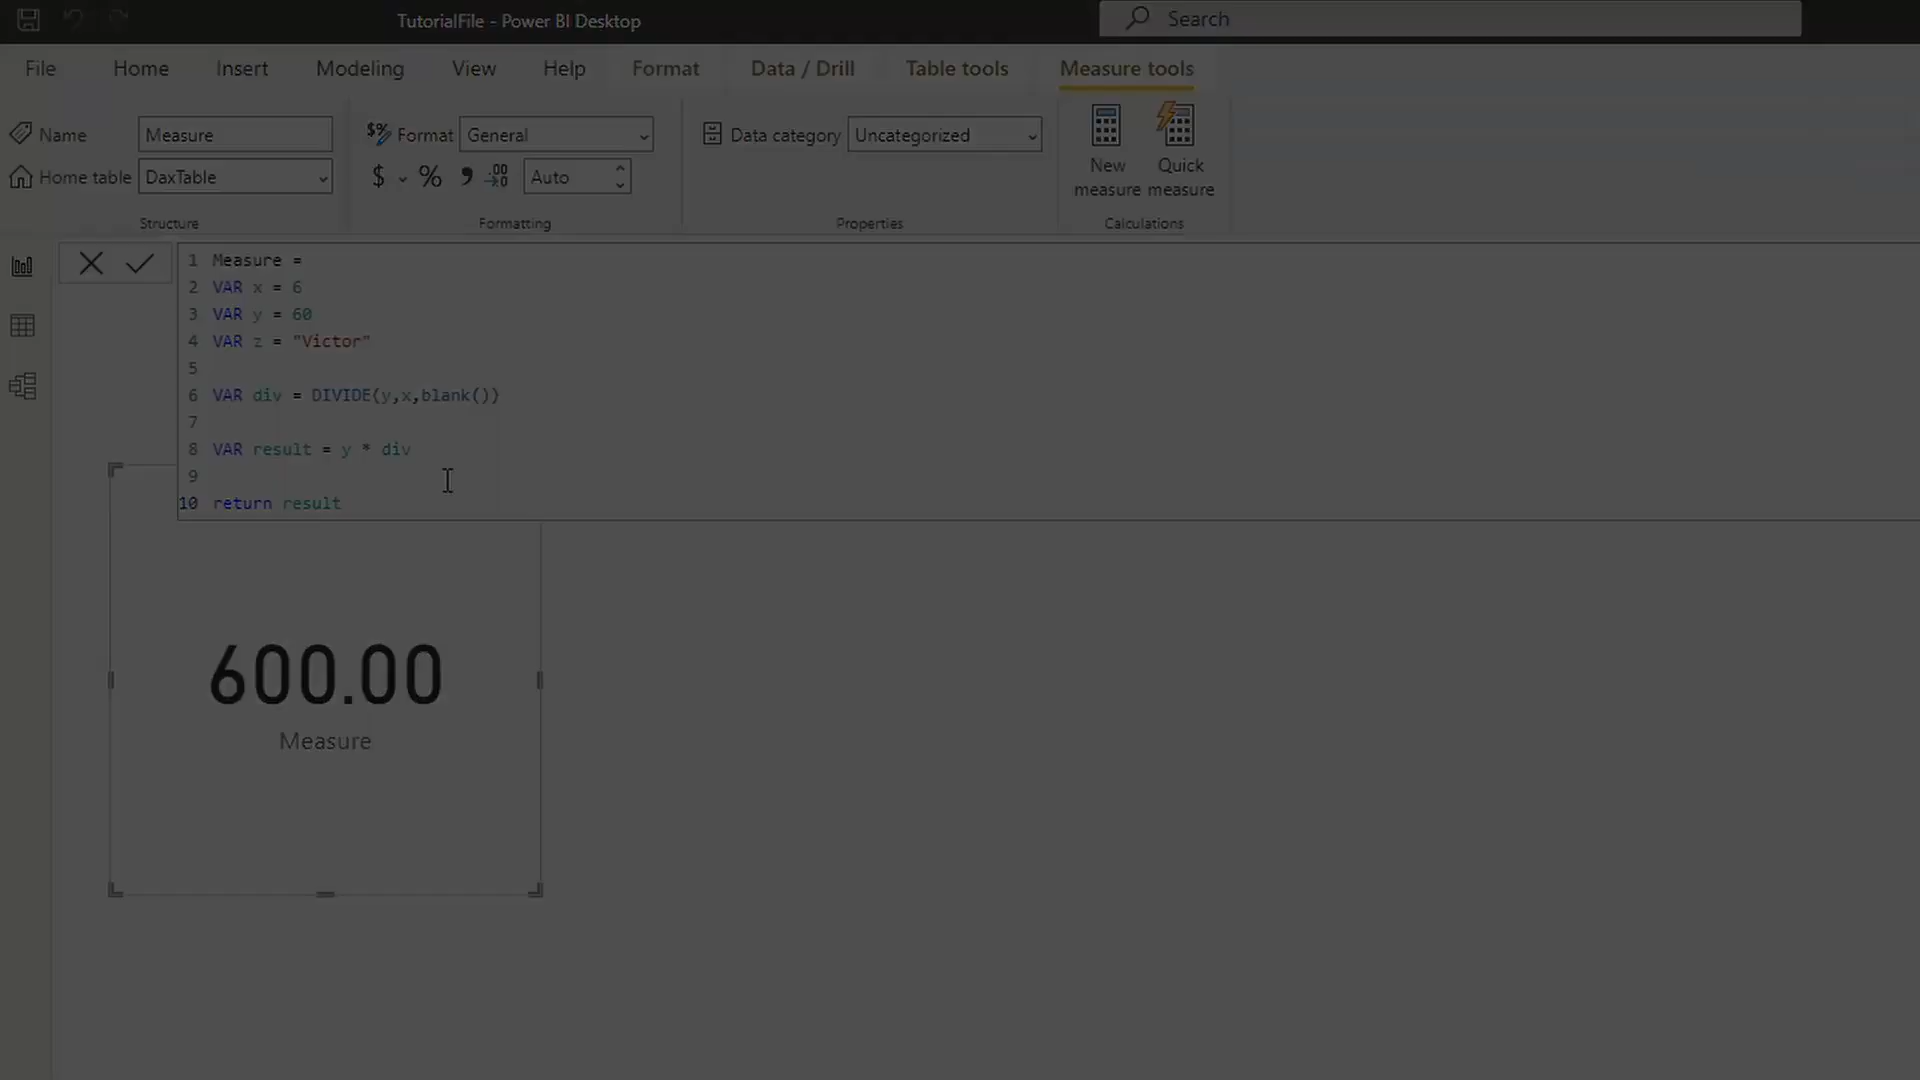 TutorialFile - Power BI Desktop
Search
File Home Insert Modeling View Help Format Data / Drill Table tools Measure tools
Name Measure
Home table DaxTable
Structure
$% Format General
$ % , .00 →.0 Auto
Formatting
Data category Uncategorized
Properties
New measure
Quick measure
Calculations
1 Measure =
2 VAR x = 6
3 VAR y = 60
4 VAR z = "Victor"
5
6 VAR div = DIVIDE(y,x,blank())
7
8 VAR result = y * div
9
10 return result
600.00
Measure